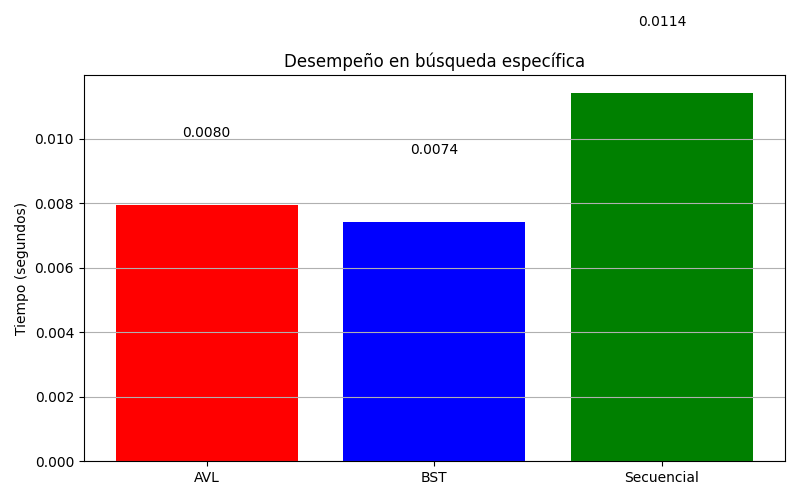 0.0114
Desempeño en búsqueda específica
0.0080
0.0074
0.010
0.008
0.006
0.004
0.002
0.000
Tiempo (segundos)
AVL
BST
Secuencial